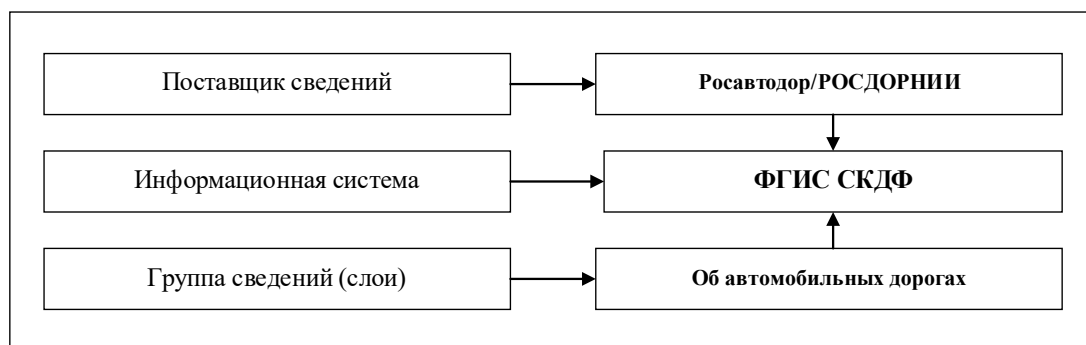 Поставщик сведений
Росавтодор/РОСДОРНИИ
Информационная система
ФГИС СКДФ
Группа сведений (слои)
Об автомобильных дорогах